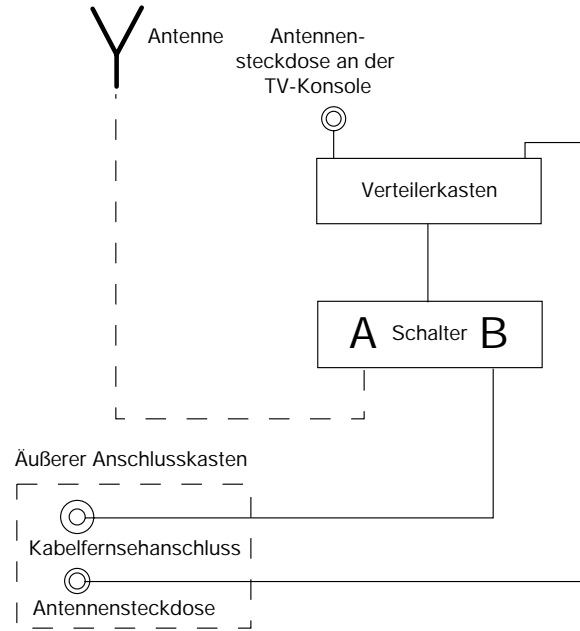 Antenne
Antennen-
steckdose an der
TV-Konsole
Verteilerkasten
A Schalter B
Äußerer Anschlusskasten
Kabelfernsehanschluss
Antennensteckdose